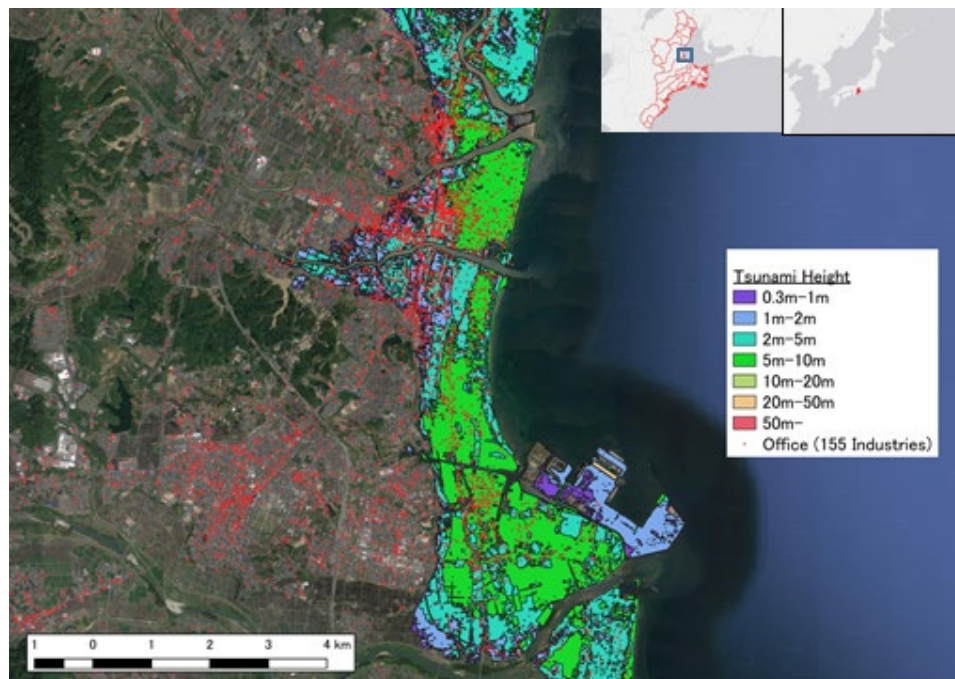 Tsunami Height
0.3m-1m
1m-2m
2m-5m
5m-10m
10m-20m
20m-50m
50m-
Office (155 Industries)
1 0 1 2 3 4 km